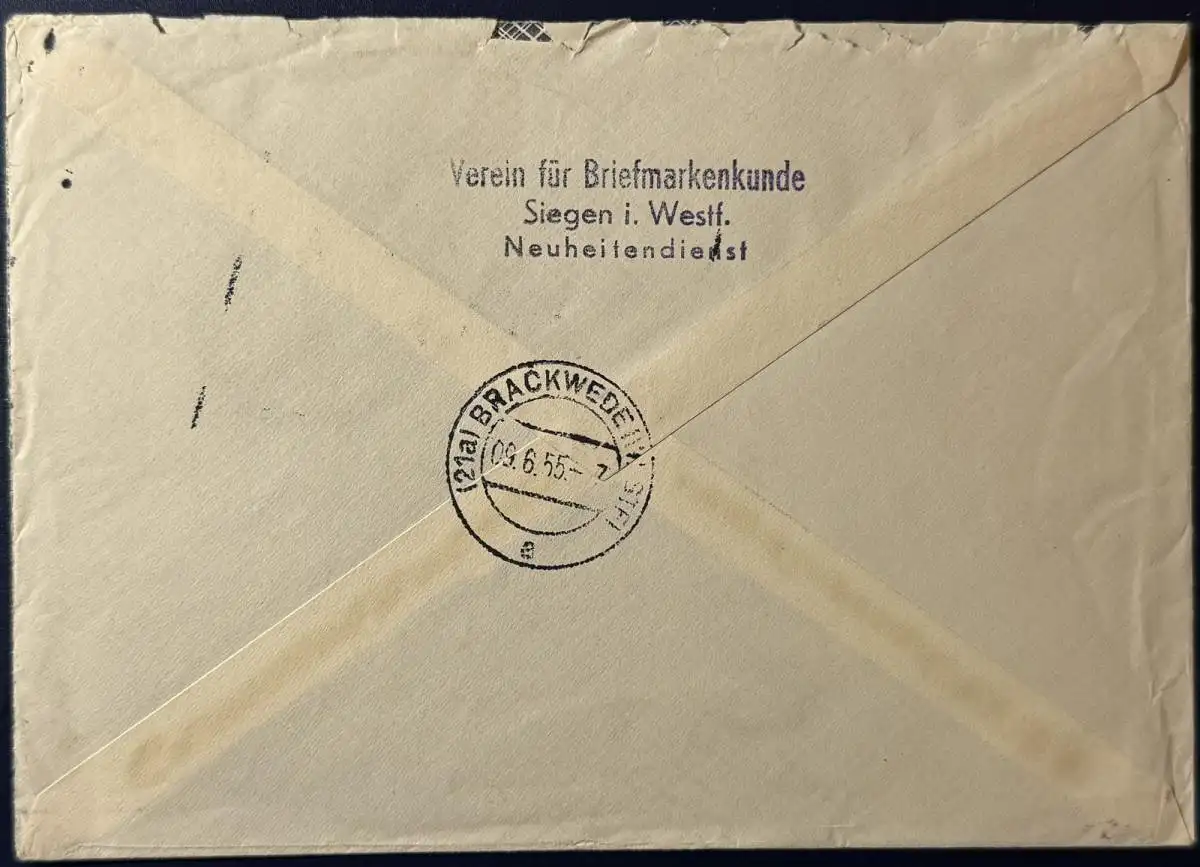 Verein für Briefmarkenkunde
Siegen i. Westf.
Neuheitendienst
(21a) BRACKWEDE
09.6.55.-7
a